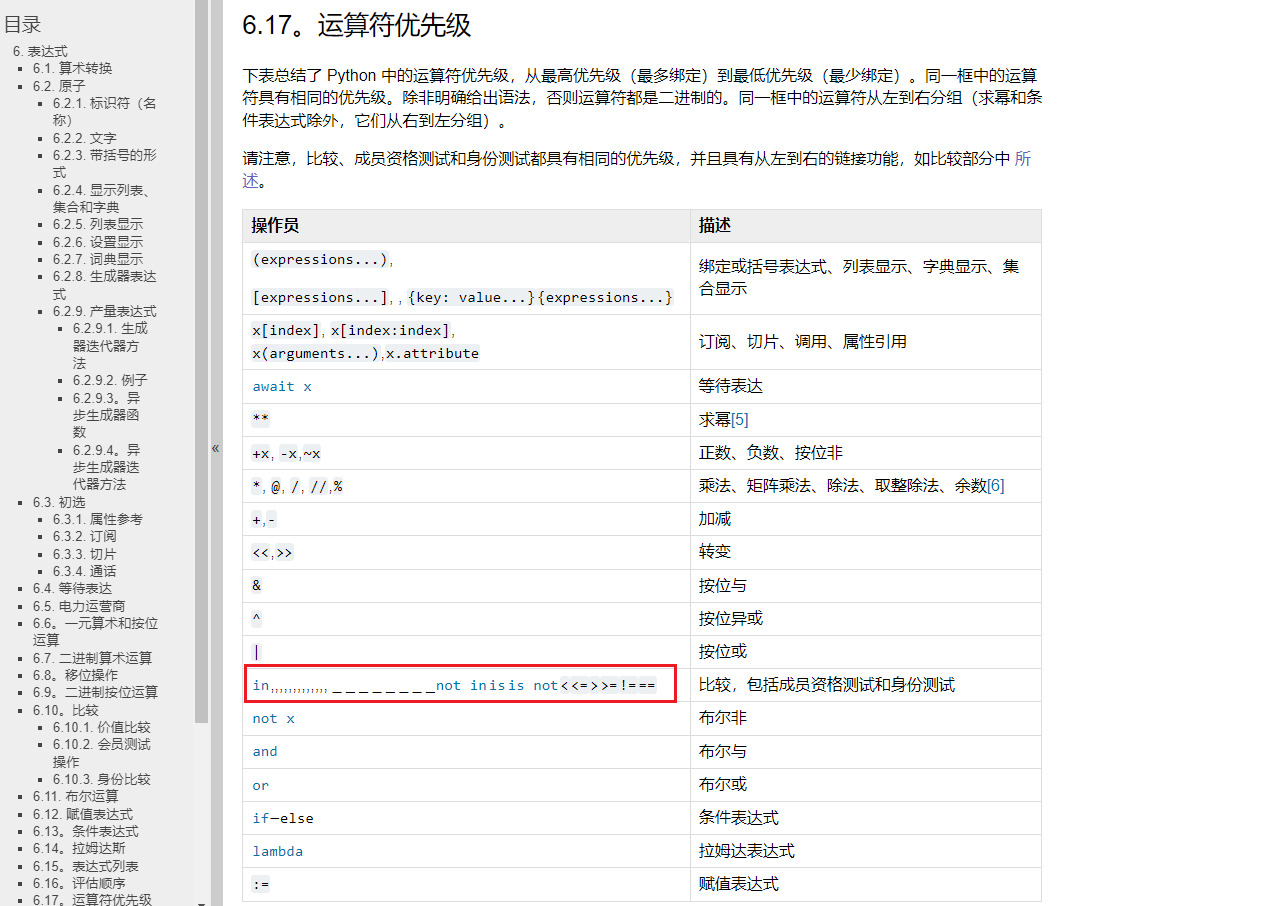 目录
6. 表达式
6.1. 算术转换
6.2. 原子
6.2.1. 标识符（名
称）
6.2.2. 文字
6.2.3. 带括号的形
式
6.2.4. 显示列表、
集合和字典
6.2.5. 列表显示
6.2.6. 设置显示
6.2.7. 词典显示
6.2.8. 生成器表达
式
6.2.9. 产量表达式
6.2.9.1. 生成
器迭代器方
法
6.2.9.2. 例子
6.2.9.3。异
步生成器函
数
6.2.9.4。异
步生成器迭
代器方法
6.3. 初选
6.3.1. 属性参考
6.3.2. 订阅
6.3.3. 切片
6.3.4. 通话
6.4. 等待表达
6.5. 电力运营商
6.6。一元算术和按位
运算
6.7. 二进制算术运算
6.8。移位操作
6.9。二进制按位运算
6.10。比较
6.10.1. 价值比较
6.10.2. 会员测试
操作
6.10.3. 身份比较
6.11. 布尔运算
6.12. 赋值表达式
6.13。条件表达式
6.14。拉姆达斯
6.15。表达式列表
6.16。评估顺序
6.17。运算符优先级
«
6.17。运算符优先级
下表总结了 Python 中的运算符优先级，从最高优先级（最多绑定）到最低优先级（最少绑定）。同一框中的运算
符具有相同的优先级。除非明确给出语法，否则运算符都是二进制的。同一框中的运算符从左到右分组（求幂和条
件表达式除外，它们从右到左分组）。
请注意，比较、成员资格测试和身份测试都具有相同的优先级，并且具有从左到右的链接功能，如比较部分中 所
述。
操作员 描述
(expressions...),
[expressions...], , {key: value...}{expressions...}
绑定或括号表达式、列表显示、字典显示、集
合显示
x[index], x[index:index],
x(arguments...),x.attribute
订阅、切片、调用、属性引用
await x 等待表达
** 求幂[5]
+x, -x,~x 正数、负数、按位非
*, @, /, //,% 乘法、矩阵乘法、除法、取整除法、余数[6]
+,- 加减
<<,>> 转变
& 按位与
^ 按位异或
| 按位或
in,,,,,,,,,,,,, ________not inisis not<<=>>=!=== 比较，包括成员资格测试和身份测试
not x 布尔非
and 布尔与
or 布尔或
if–else 条件表达式
lambda 拉姆达表达式
:= 赋值表达式